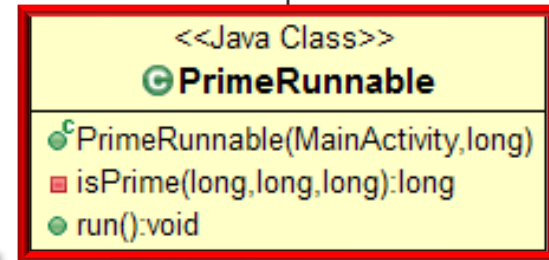 <<Java Class>>
C PrimeRunnable
C PrimeRunnable(MainActivity,long)
isPrime(long,long,long):long
run():void